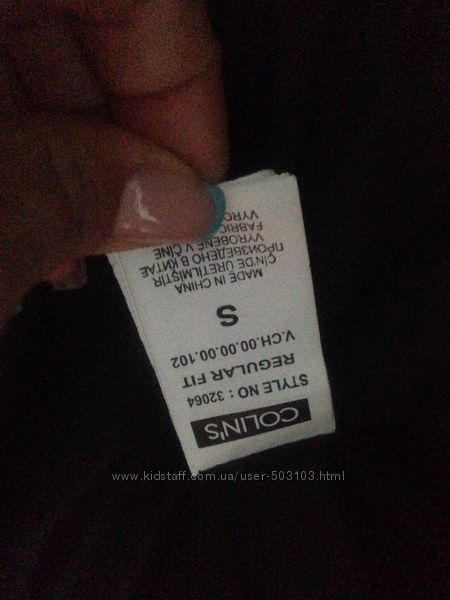 COLIN'S
STYLE NO : 32064
REGULAR FIT
V.CH.00.00.00.102
S
MADE IN CHINA
ÇİN'DE ÜRETİLMİŞTİR
ПРОИЗВЕДЕНО В КИТАЕ
VYROBENÉ V ČÍNE
www.kidstaff.com.ua/user-503103.html